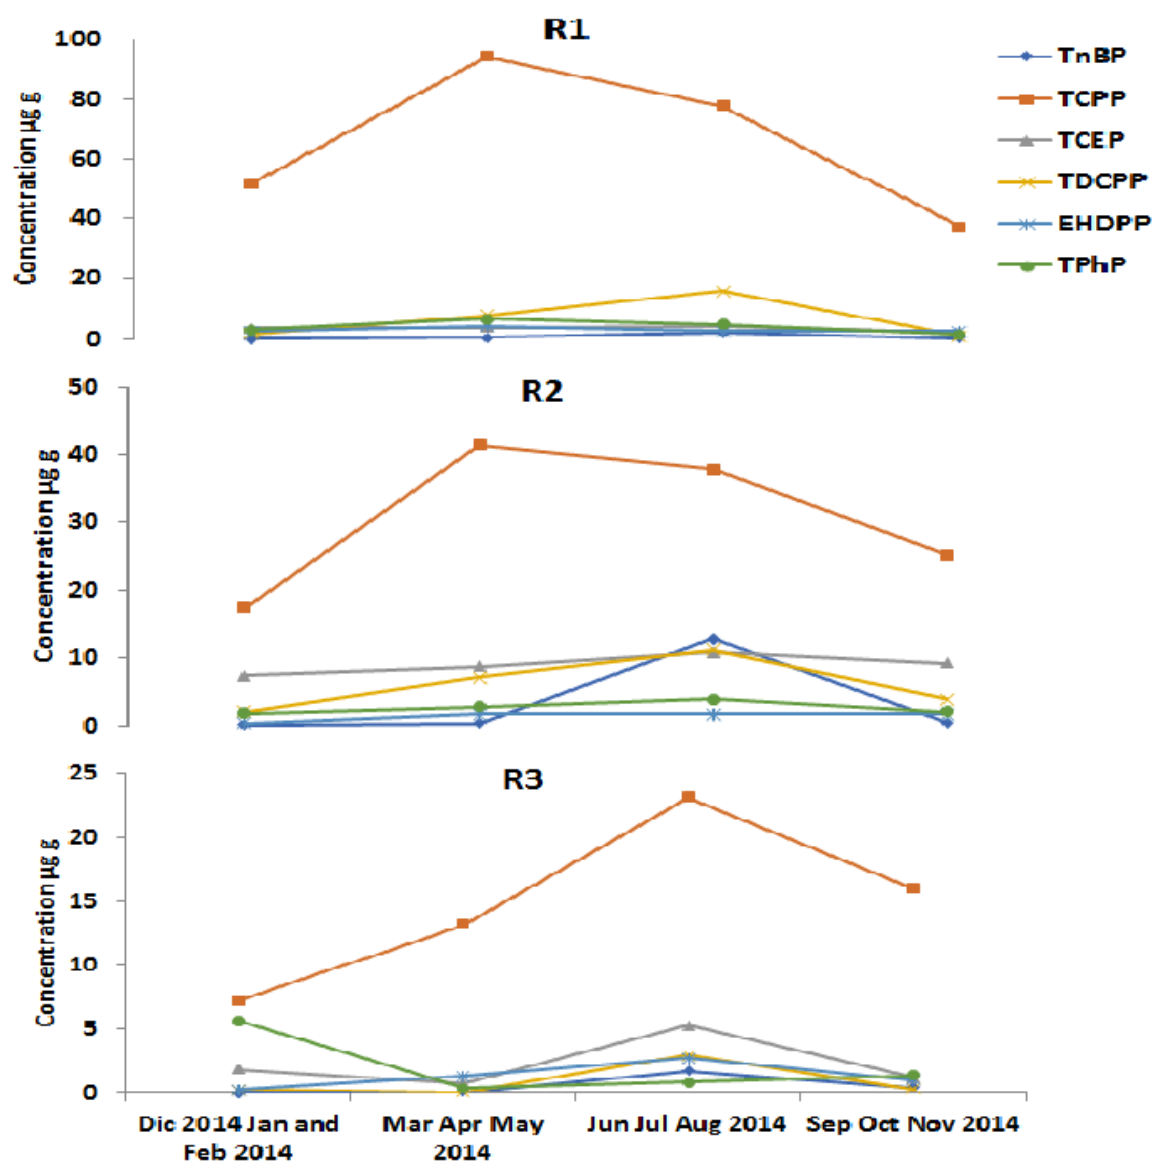 R1
100
80
60
40
20
0
Concentration µg g
TnBP
TCPP
TCEP
TDCPP
EHDPP
TPhP
R2
50
40
30
20
10
0
Concentration µg g
R3
25
20
15
10
5
0
Concentration µg g
Dic 2014 Jan and
Feb 2014
Mar Apr May
2014
Jun Jul Aug 2014
Sep Oct Nov 2014